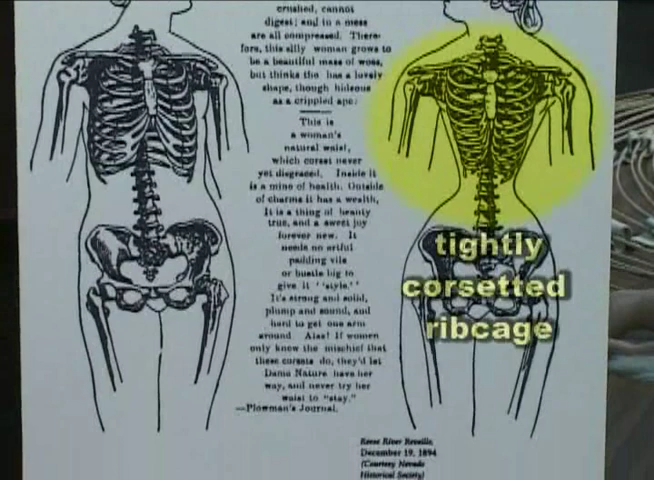 crushed, cannot
digest; and in a mess
are all compressed. There-
fore, this silly woman grows to
be a beautiful mass of woes,
but thinks she has a lovely
shape, though hideous
as a crippled ape.
This is
a woman's
natural waist,
which corset never
yet disgraced. Inside it
is a mine of health. Outside
of charms it has a wealth,
It is a thing of beauty
true, and a sweet joy
forever new. It
needs no artful
padding vile
or bustle big to
give it "style."
It's strong and solid,
plump and sound, and
hard to get one arm
around Alas! If women
only knew the mischief that
these corsets do, they'd let
Dame Nature have her
way, and never try her
waist to "stay."
—Plowman's Journal.
tightly
corsetted
ribcage
Reese River Reveille,
December 19, 1894
(Courtesy Nevada
Historical Society)